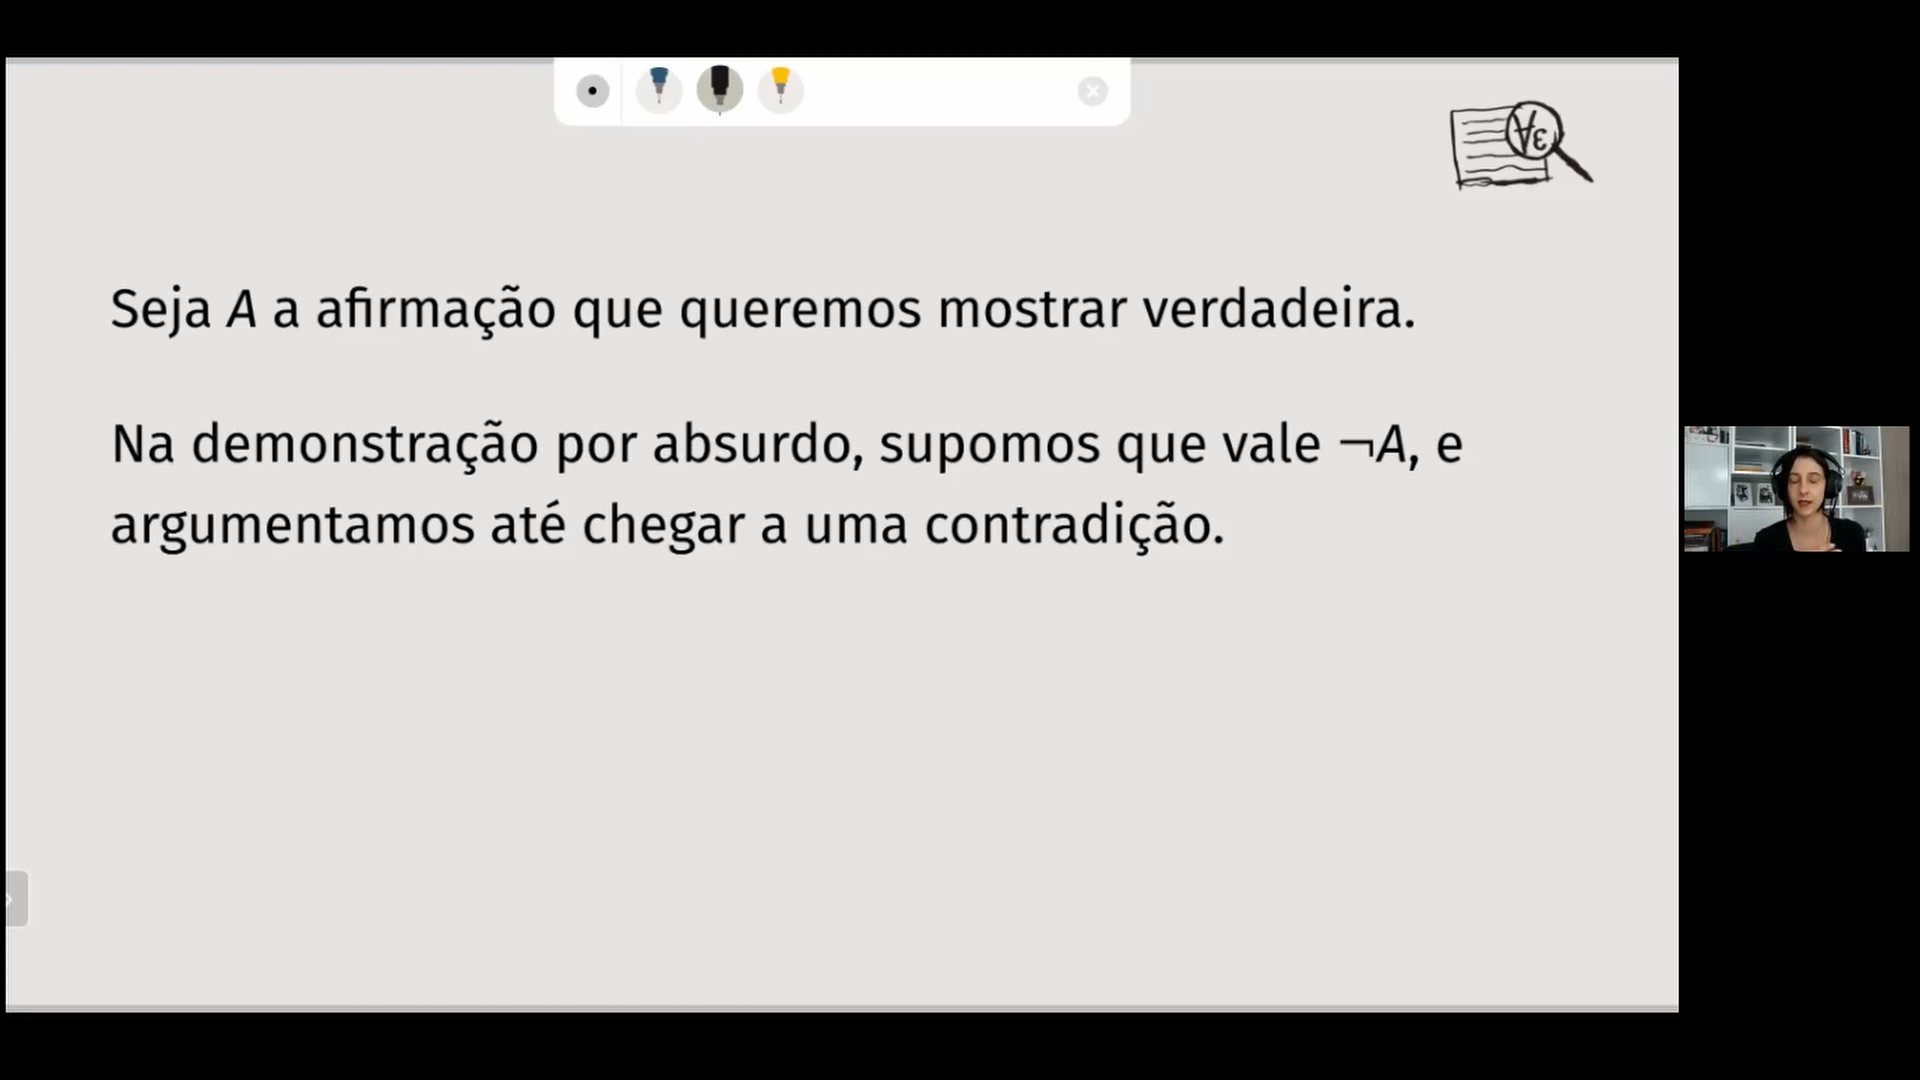 ∀∃
Seja A a afirmação que queremos mostrar verdadeira.
Na demonstração por absurdo, supomos que vale ¬A, e
argumentamos até chegar a uma contradição.